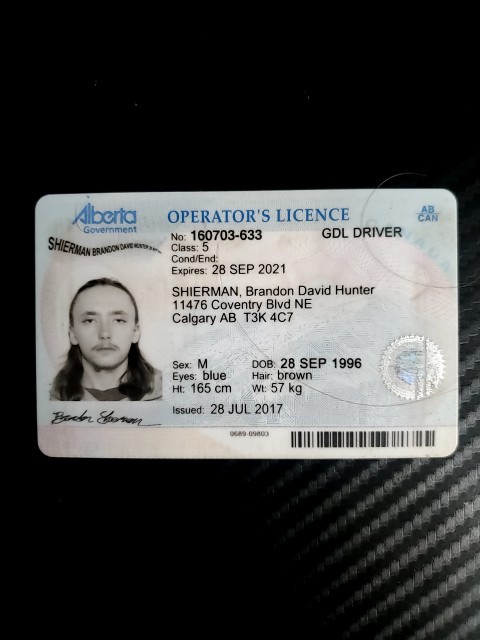 Alberta
Government
OPERATOR'S LICENCE
AB
CAN
No: 160703-633
GDL DRIVER
Class: 5
Cond/End:
Expires: 28 SEP 2021
SHIERMAN BRANDON DAVID HUNTER
SHIERMAN, Brandon David Hunter
11476 Coventry Blvd NE
Calgary AB T3K 4C7
Sex: M
DOB: 28 SEP 1996
Eyes: blue
Hair: brown
Ht: 165 cm
Wt: 57 kg
Issued: 28 JUL 2017
Brandon Shierman
0689-09803